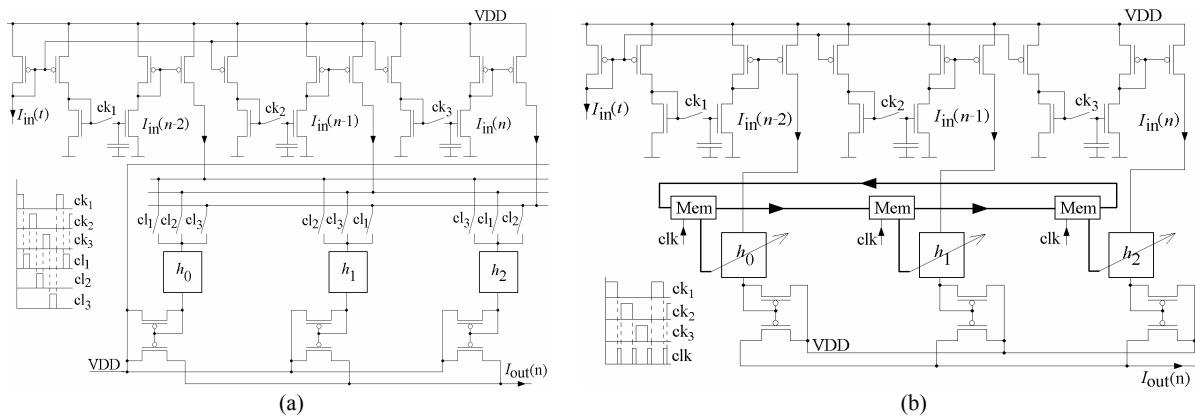 VDD
ck1 ck2 ck3
Iin(t) Iin(n-2) Iin(n-1) Iin(n)
cl1 cl2 cl3 cl2 cl3 cl1 cl3 cl1 cl2
h0 h1 h2
ck1
ck2
ck3
cl1
cl2
cl3
VDD
Iout(n)
(a)
VDD
ck1 ck2 ck3
Iin(t) Iin(n-2) Iin(n-1) Iin(n)
Mem Mem Mem
clk clk clk
h0 h1 h2
ck1
ck2
ck3
clk
VDD
Iout(n)
(b)